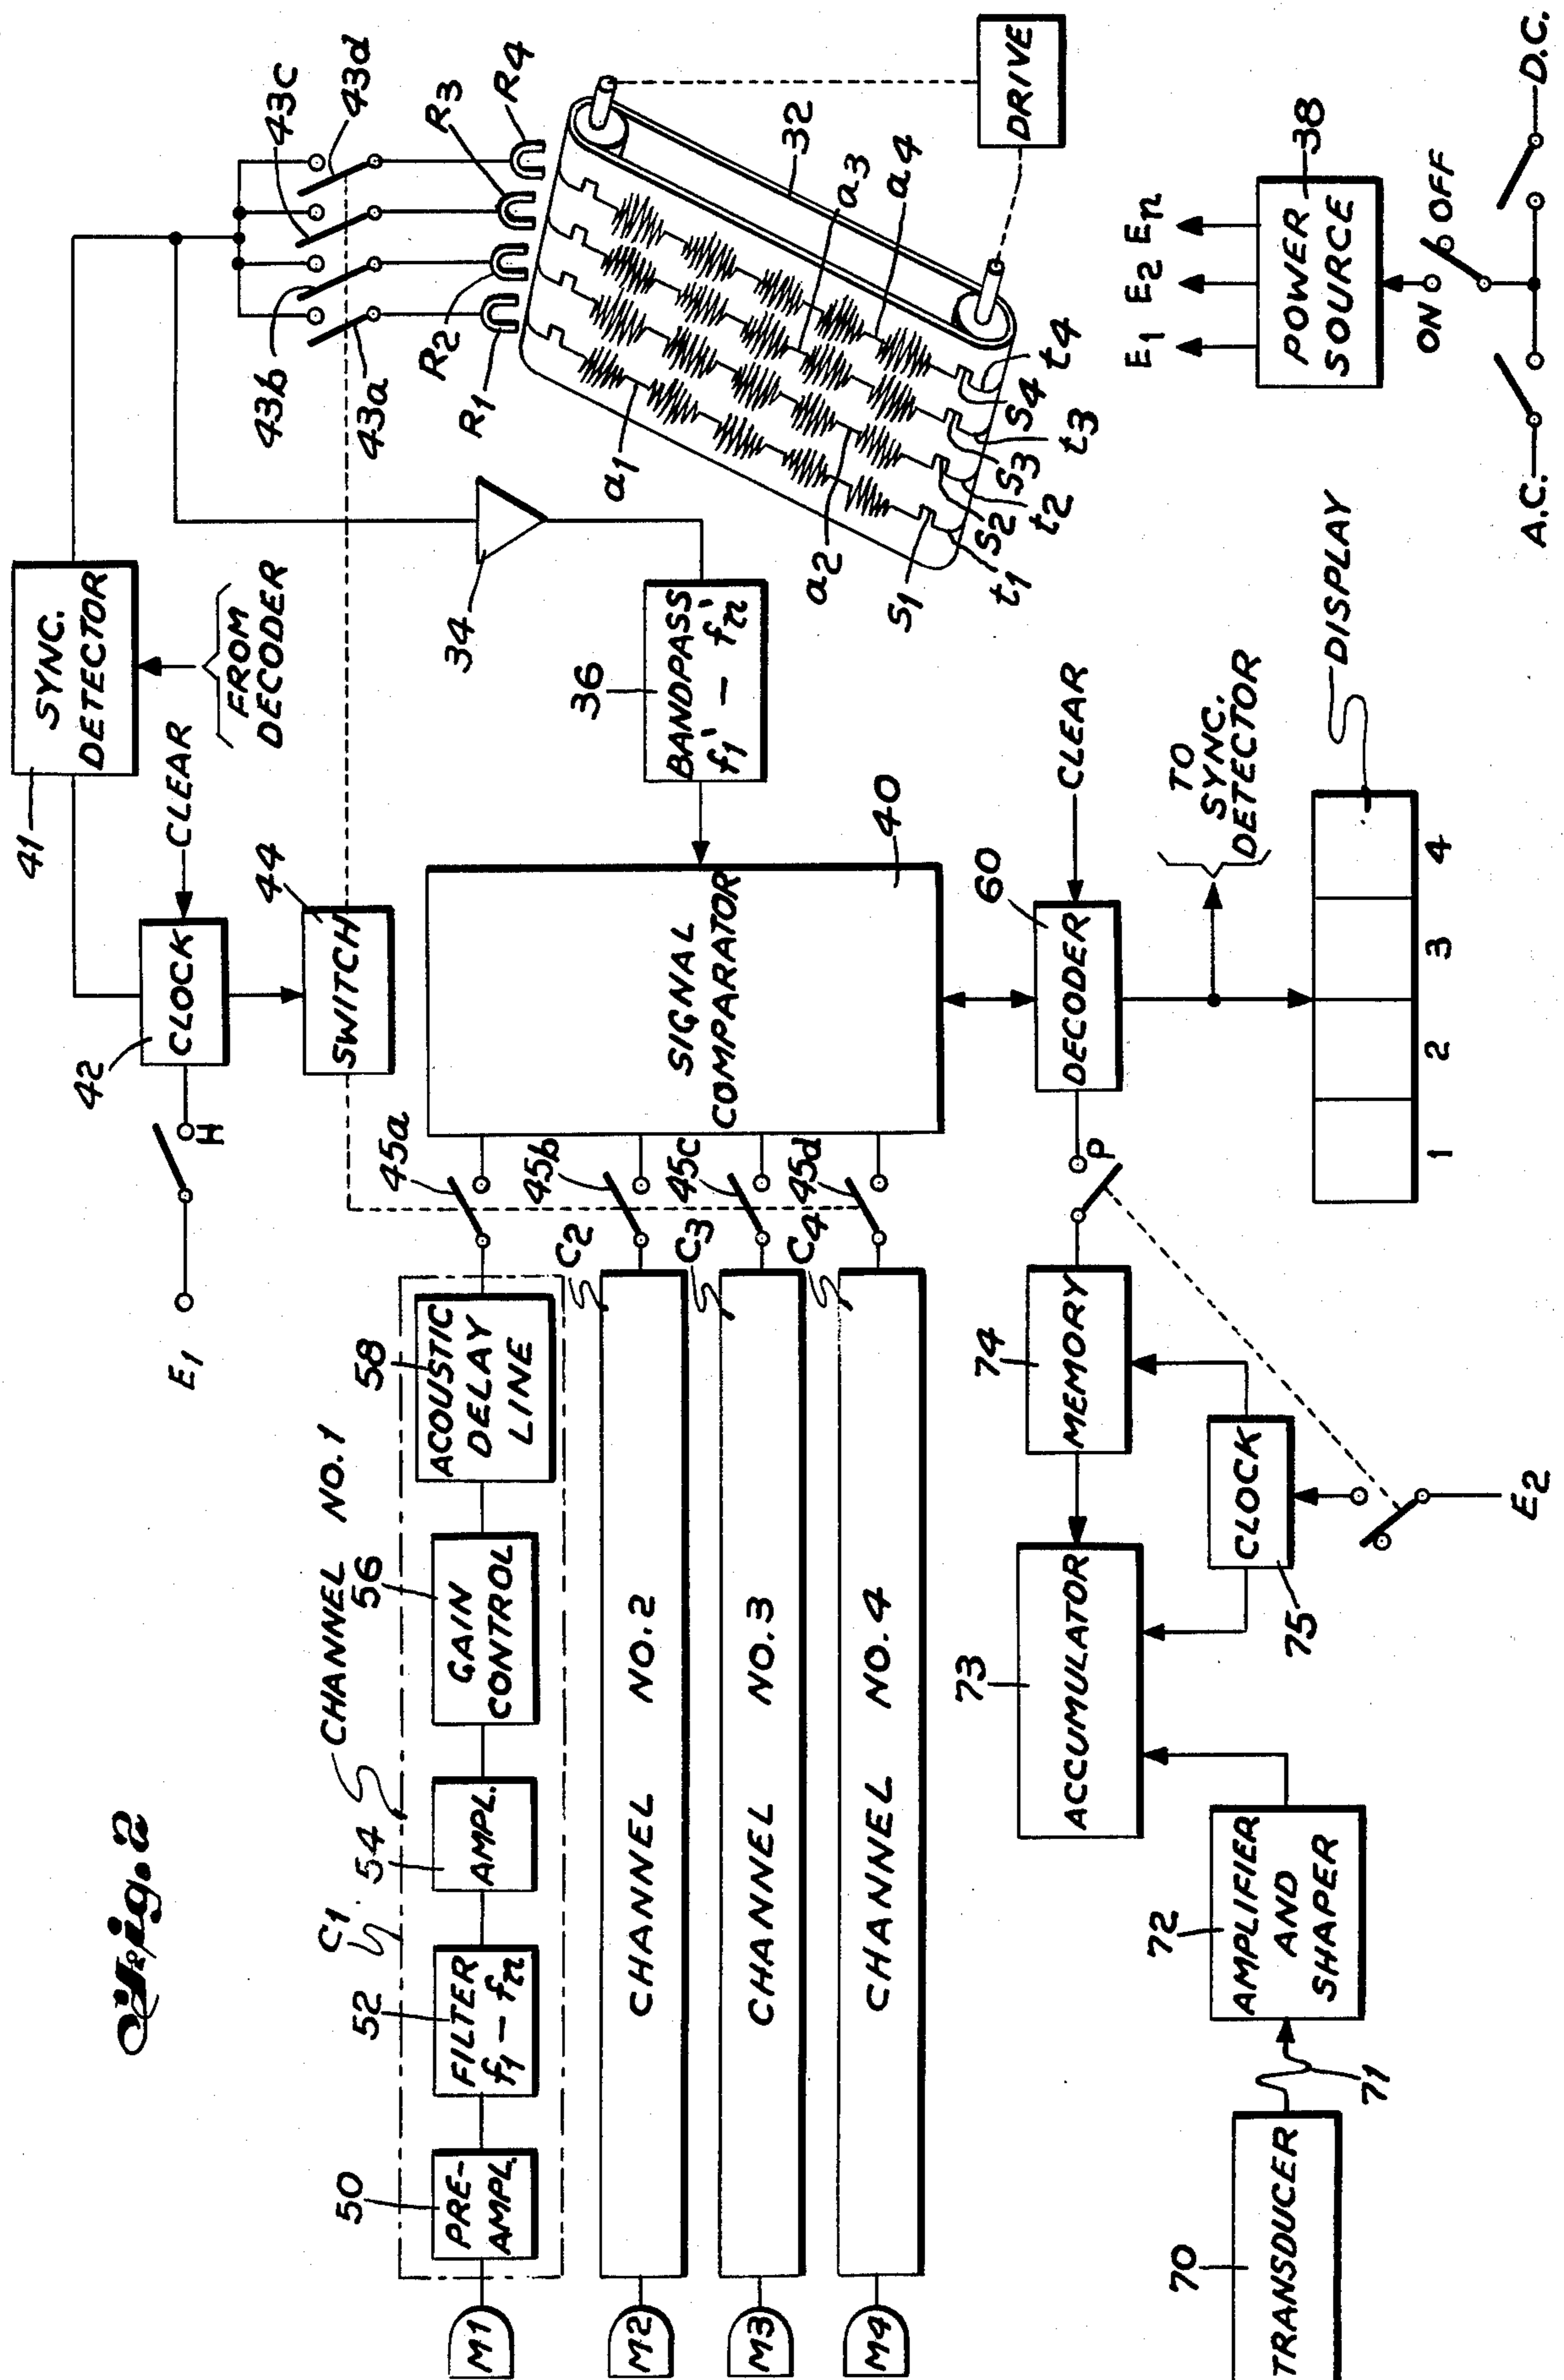 Fig. 2
M1
M2
M3
M4
50
PRE-
AMPL.
52
FILTER
f1 - fn
C1
54
AMPL.
CHANNEL NO.1
56
GAIN
CONTROL
58
ACOUSTIC
DELAY
LINE
CHANNEL NO.2
C2
CHANNEL NO.3
C3
CHANNEL NO.4
C4
45a
45b
45c
45d
E1
H
42
CLOCK
CLEAR
41
SYNC.
DETECTOR
FROM
DECODER
44
SWITCH
SIGNAL
COMPARATOR
40
36
BANDPASS
f1' - fn'
34
43a
43b
43c
43d
R1
R2
R3
R4
a1
a2
a3
a4
32
S1
S2
S3
S4
t1
t2
t3
t4
DRIVE
70
TRANSDUCER
71
72
AMPLIFIER
AND
SHAPER
73
ACCUMULATOR
74
MEMORY
75
CLOCK
E2
P
60
DECODER
CLEAR
TO
SYNC.
DETECTOR
DISPLAY
1 2 3 4
E1 E2 En
POWER
SOURCE
38
ON
OFF
A.C.
D.C.